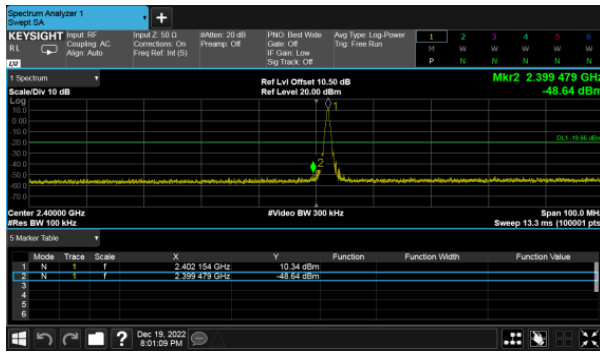 Spectrum Analyzer 1
Swept SA
KEYSIGHT Input: RF Input Z: 50 Ω #Atten: 20 dB PNO: Best Wide Avg Type: Log-Power 1 2 3 4 5 6
RL Coupling: AC Corrections: On Preamp: Off Gate: Off Trig: Free Run M W W W W W
Align: Auto Freq Ref: Int (S) IF Gain: Low P N N N N N
LXI Sig Track: Off
1 Spectrum Ref Lvl Offset 10.50 dB Mkr2 2.399 479 GHz
Scale/Div 10 dB Ref Level 20.00 dBm -48.64 dBm
Log
10.0 1
0.00
-10.0
-20.0 DL1 -19.66 dBm
-30.0
-40.0 2
-50.0
-60.0
-70.0
Center 2.40000 GHz #Video BW 300 kHz Span 100.0 MHz
#Res BW 100 kHz Sweep 13.3 ms (100001 pts)
5 Marker Table
Mode Trace Scale X Y Function Function Width Function Value
1 N 1 f 2.402 154 GHz 10.34 dBm
2 N 1 f 2.399 479 GHz -48.64 dBm
3
4
5
6
? Dec 19, 2022
8:01:09 PM